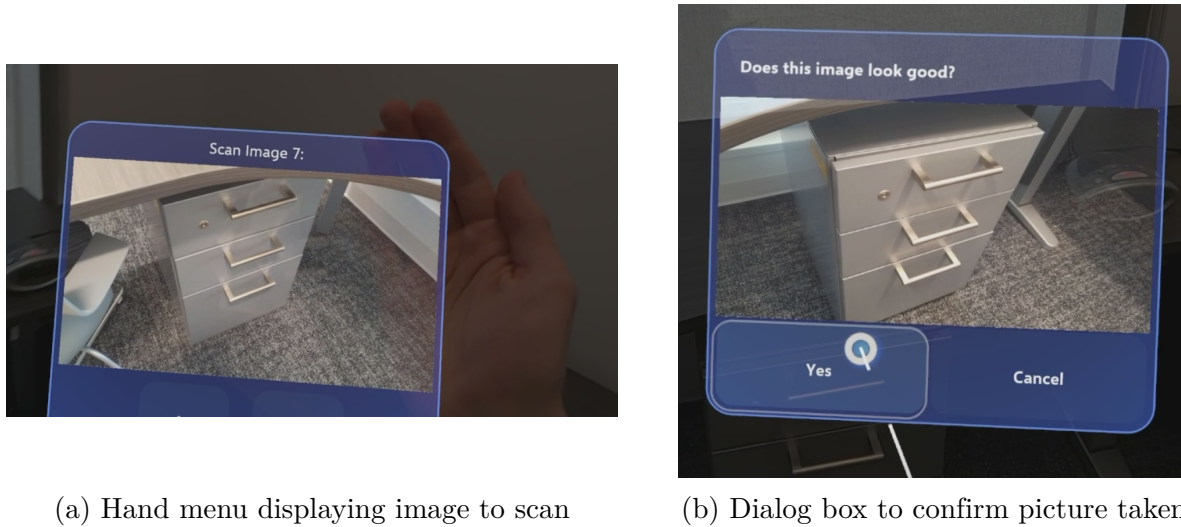 Scan Image 7:
Does this image look good?
Yes
Cancel
(a) Hand menu displaying image to scan
(b) Dialog box to confirm picture taken